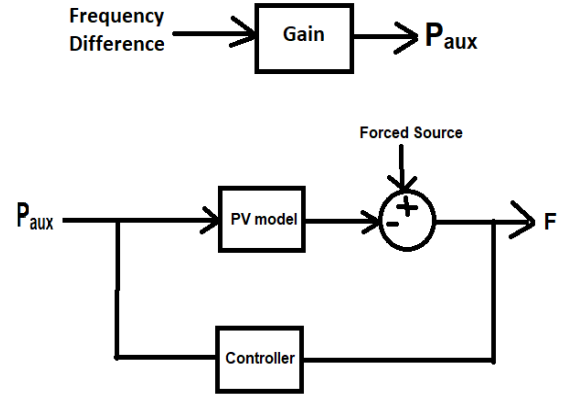 Frequency
Difference
Gain
Paux
Forced Source
+
Paux
PV model
-
F
Controller